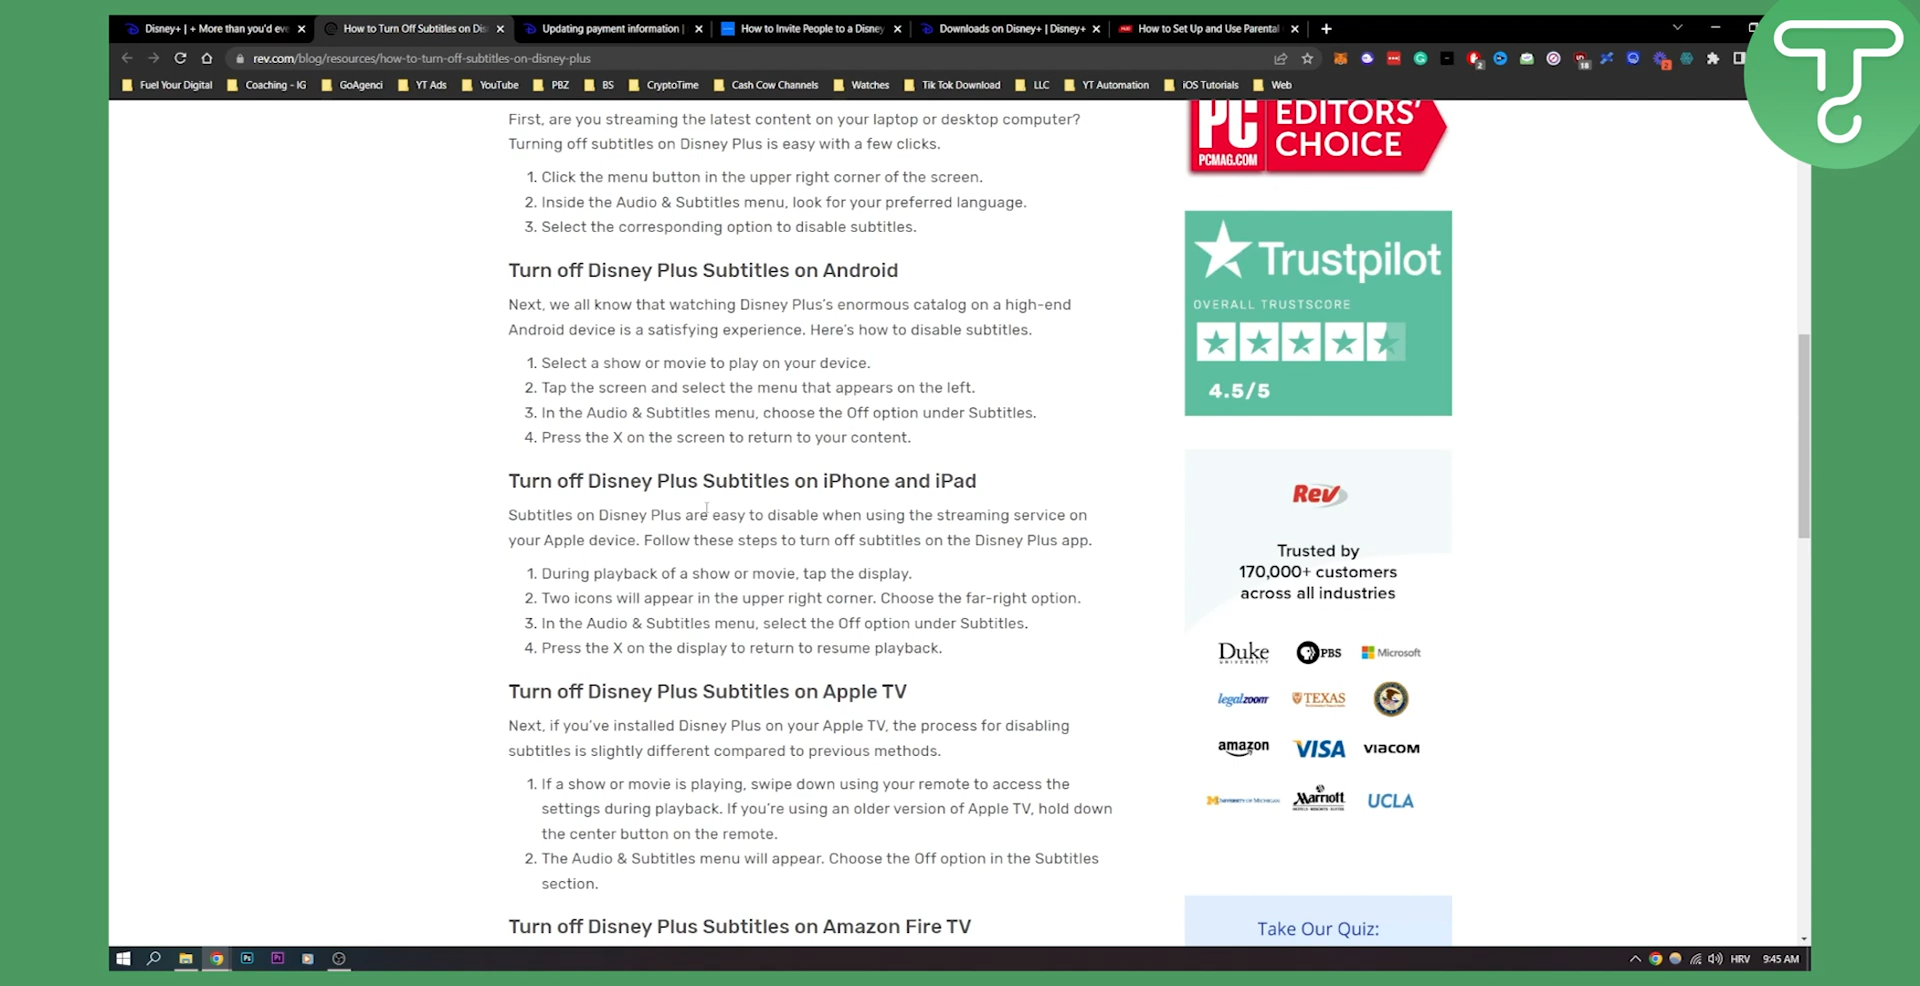 Disney+ | + More than you'd eve
How to Turn Off Subtitles on Dis
Updating payment information |
How to Invite People to a Disney
Downloads on Disney+ | Disney+
How to Set Up and Use Parental
rev.com/blog/resources/how-to-turn-off-subtitles-on-disney-plus
Fuel Your Digital
Coaching - IG
GoAgenci
YT Ads
YouTube
PBZ
BS
CryptoTime
Cash Cow Channels
Watches
Tik Tok Download
LLC
YT Automation
iOS Tutorials
Web
First, are you streaming the latest content on your laptop or desktop computer?
Turning off subtitles on Disney Plus is easy with a few clicks.
1. Click the menu button in the upper right corner of the screen.
2. Inside the Audio & Subtitles menu, look for your preferred language.
3. Select the corresponding option to disable subtitles.
Turn off Disney Plus Subtitles on Android
Next, we all know that watching Disney Plus's enormous catalog on a high-end
Android device is a satisfying experience. Here's how to disable subtitles.
1. Select a show or movie to play on your device.
2. Tap the screen and select the menu that appears on the left.
3. In the Audio & Subtitles menu, choose the Off option under Subtitles.
4. Press the X on the screen to return to your content.
Turn off Disney Plus Subtitles on iPhone and iPad
Subtitles on Disney Plus are easy to disable when using the streaming service on
your Apple device. Follow these steps to turn off subtitles on the Disney Plus app.
1. During playback of a show or movie, tap the display.
2. Two icons will appear in the upper right corner. Choose the far-right option.
3. In the Audio & Subtitles menu, select the Off option under Subtitles.
4. Press the X on the display to return to resume playback.
Turn off Disney Plus Subtitles on Apple TV
Next, if you've installed Disney Plus on your Apple TV, the process for disabling
subtitles is slightly different compared to previous methods.
1. If a show or movie is playing, swipe down using your remote to access the
settings during playback. If you're using an older version of Apple TV, hold down
the center button on the remote.
2. The Audio & Subtitles menu will appear. Choose the Off option in the Subtitles
section.
Turn off Disney Plus Subtitles on Amazon Fire TV
PC
PCMAG.COM
EDITORS'
CHOICE
Trustpilot
OVERALL TRUSTSCORE
4.5/5
Rev
Trusted by
170,000+ customers
across all industries
Duke
UNIVERSITY
PBS
Microsoft
legalzoom
TEXAS
amazon
VISA
VIACOM
UNIVERSITY OF MICHIGAN
Marriott
UCLA
Take Our Quiz:
HRV
9:45 AM